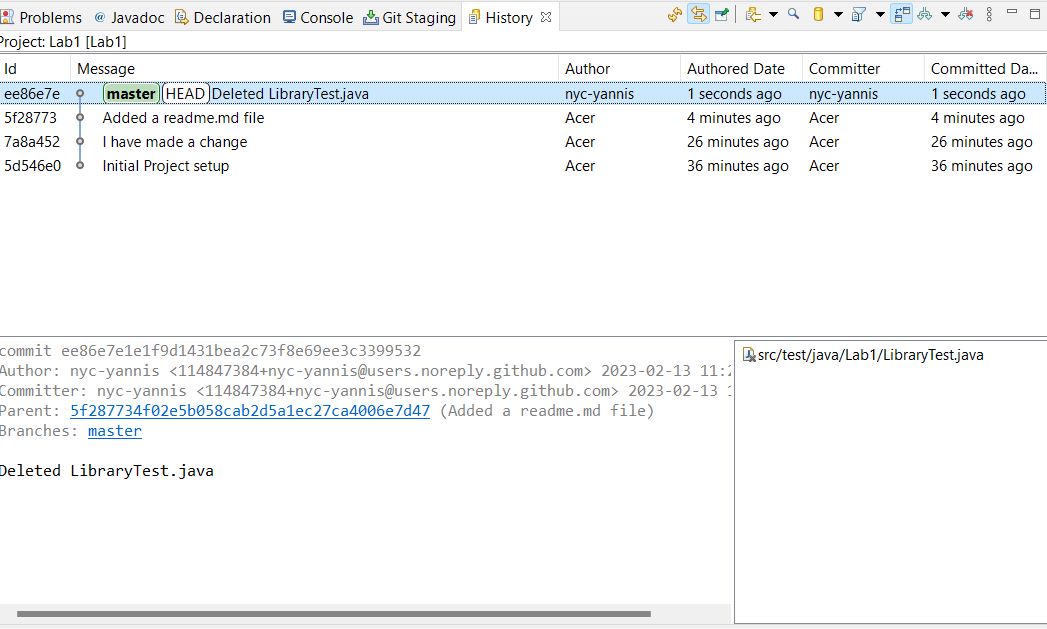 Problems @ Javadoc Declaration Console Git Staging History
Project: Lab1 [Lab1]
Id Message Author Authored Date Committer Committed Da...
ee86e7e master HEAD Deleted LibraryTest.java nyc-yannis 1 seconds ago nyc-yannis 1 seconds ago
5f28773 Added a readme.md file Acer 4 minutes ago Acer 4 minutes ago
7a8a452 I have made a change Acer 26 minutes ago Acer 26 minutes ago
5d546e0 Initial Project setup Acer 36 minutes ago Acer 36 minutes ago
commit ee86e7e1e1f9d1431bea2c73f8e69ee3c3399532
Author: nyc-yannis <114847384+nyc-yannis@users.noreply.github.com> 2023-02-13 11:
Committer: nyc-yannis <114847384+nyc-yannis@users.noreply.github.com> 2023-02-13
Parent: 5f287734f02e5b058cab2d5a1ec27ca4006e7d47 (Added a readme.md file)
Branches: master
Deleted LibraryTest.java
src/test/java/Lab1/LibraryTest.java